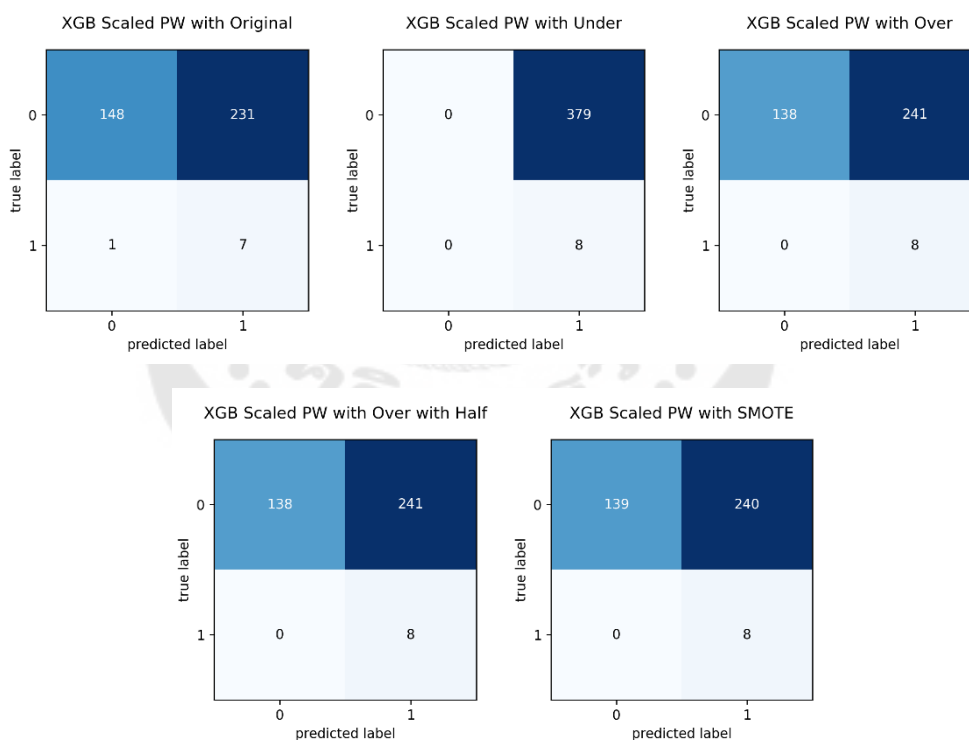 XGB Scaled PW with Original
0
148
231
true label
1
1
7
0
1
predicted label
XGB Scaled PW with Under
0
0
379
true label
1
0
8
0
1
predicted label
XGB Scaled PW with Over
0
138
241
true label
1
0
8
0
1
predicted label
XGB Scaled PW with Over with Half
0
138
241
true label
1
0
8
0
1
predicted label
XGB Scaled PW with SMOTE
0
139
240
true label
1
0
8
0
1
predicted label